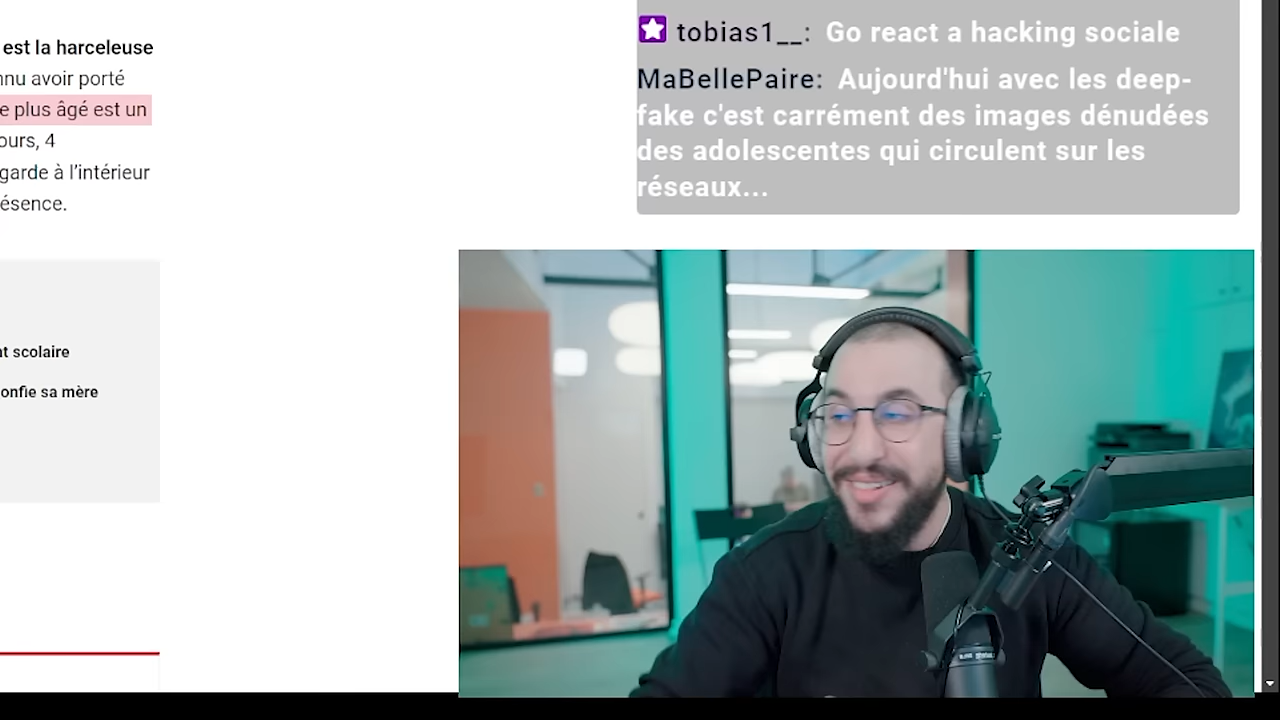 est la harceleuse
nnu avoir porté
e plus âgé est un
ours, 4
garde à l'intérieur
ésence.
nt scolaire
onfie sa mère
tobias1__: Go react a hacking sociale
MaBellePaire: Aujourd'hui avec les deep-
fake c'est carrément des images dénudées
des adolescentes qui circulent sur les
réseaux...